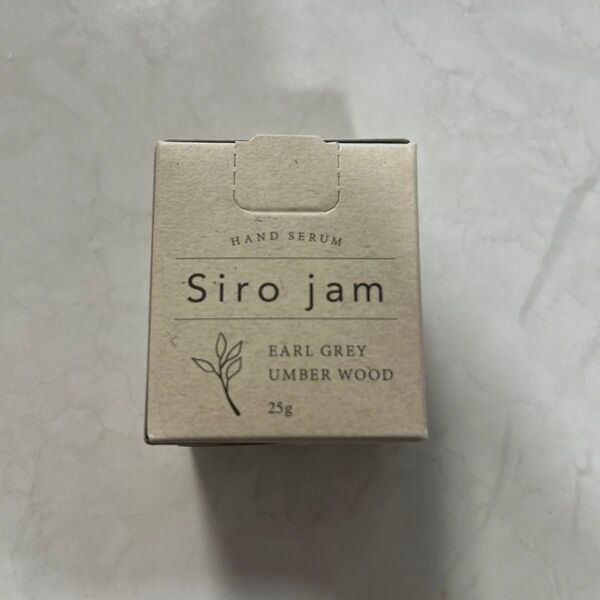 HAND SERUM
Siro jam
EARL GREY
UMBER WOOD
25g